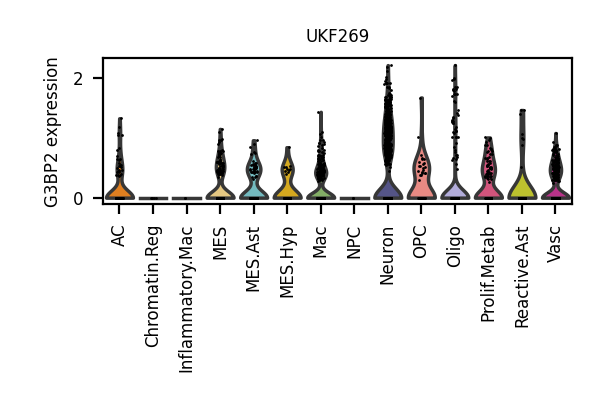 UKF269
G3BP2 expression
2
0
AC
Chromatin.Reg
Inflammatory.Mac
MES
MES.Ast
MES.Hyp
Mac
NPC
Neuron
OPC
Oligo
Prolif.Metab
Reactive.Ast
Vasc